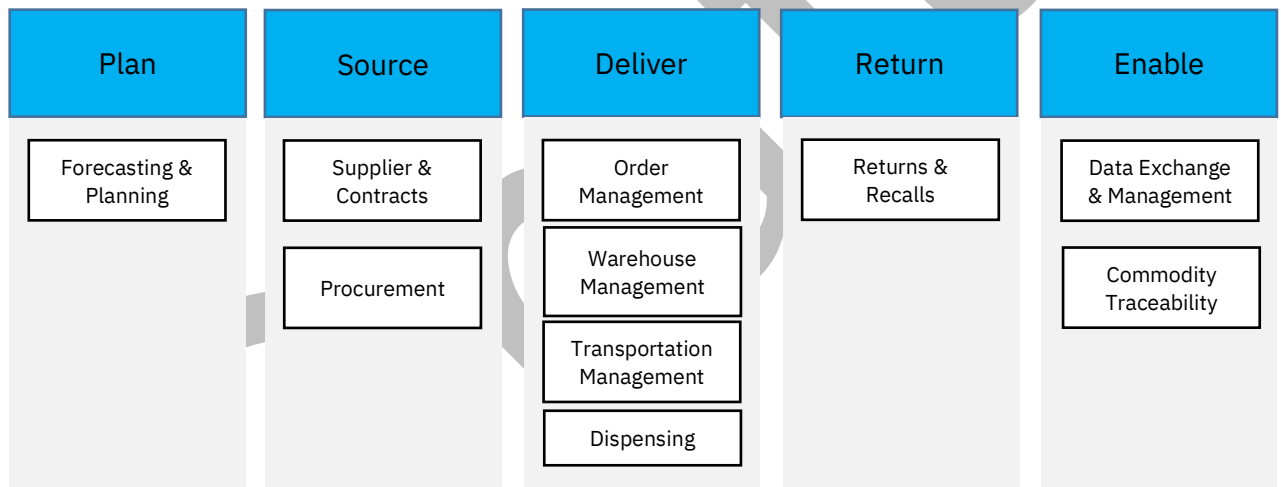 Plan
Forecasting &
Planning
Source
Supplier &
Contracts
Procurement
Deliver
Order
Management
Warehouse
Management
Transportation
Management
Dispensing
Return
Returns &
Recalls
Enable
Data Exchange
& Management
Commodity
Traceability